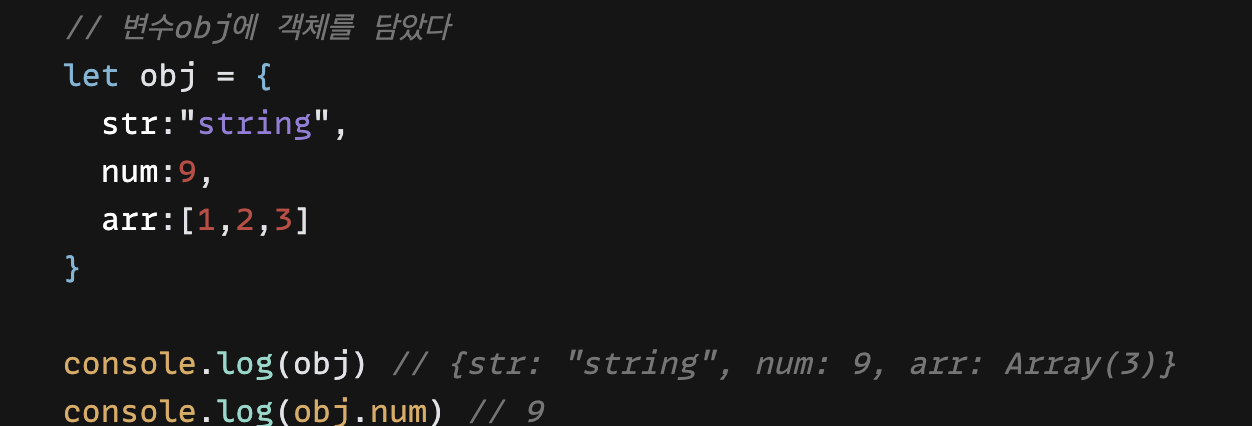 // 변수obj에 객체를 담았다
let obj = {
  str:"string",
  num:9,
  arr:[1,2,3]
}
console.log(obj) // {str: "string", num: 9, arr: Array(3)}
console.log(obj.num) // 9